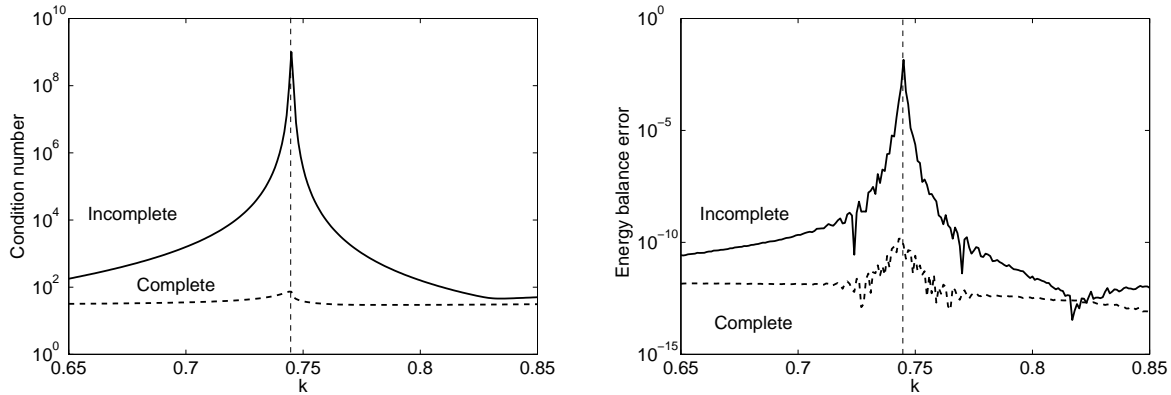 10^10
10^8
10^6
10^4
10^2
10^0
Condition number
Incomplete
Complete
0.65 0.7 0.75 0.8 0.85
k
10^0
10^-5
10^-10
10^-15
Energy balance error
Incomplete
Complete
0.65 0.7 0.75 0.8 0.85
k